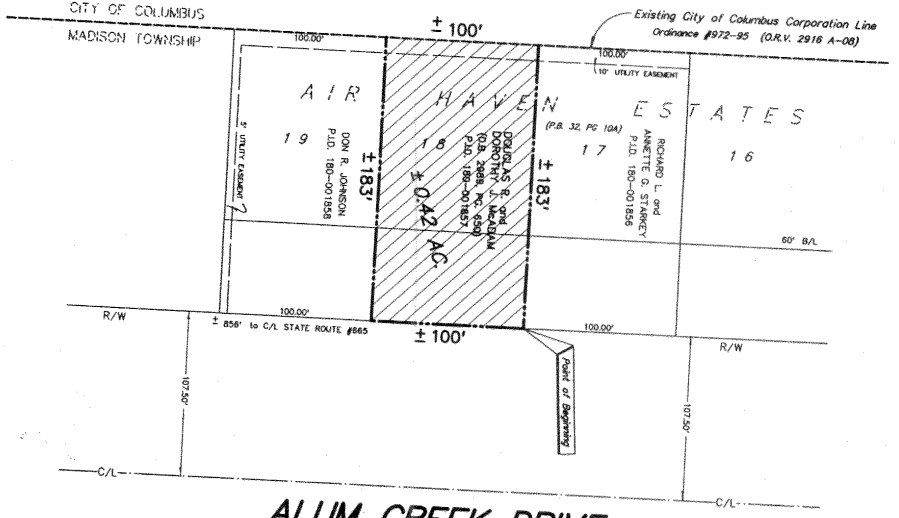 CITY OF COLUMBUS
MADISON TOWNSHIP
± 100'
Existing City of Columbus Corporation Line
Ordinance #972-95 (O.R.V. 2916 A-08)
100.00'
100.00'
10' UTILITY EASEMENT
AIR HAVEN ESTATES
(P.B. 32, PG 10A)
19
18
17
16
5' UTILITY EASEMENT
DON R. JOHNSON
P.I.D. 180-001858
± 183'
DOUGLAS R. and
DOROTHY J. McADAM
(D.B. 2989, PG. 650)
P.I.D. 180-001857
± 0.42 AC.
± 183'
RICHARD L. and
ANNETTE G. STARKEY
P.I.D. 180-001856
60' B/L
R/W
100.00'
± 856' to C/L STATE ROUTE #665
± 100'
100.00'
R/W
Point of Beginning
107.50'
107.50'
C/L
C/L
ALUM CREEK DRIVE